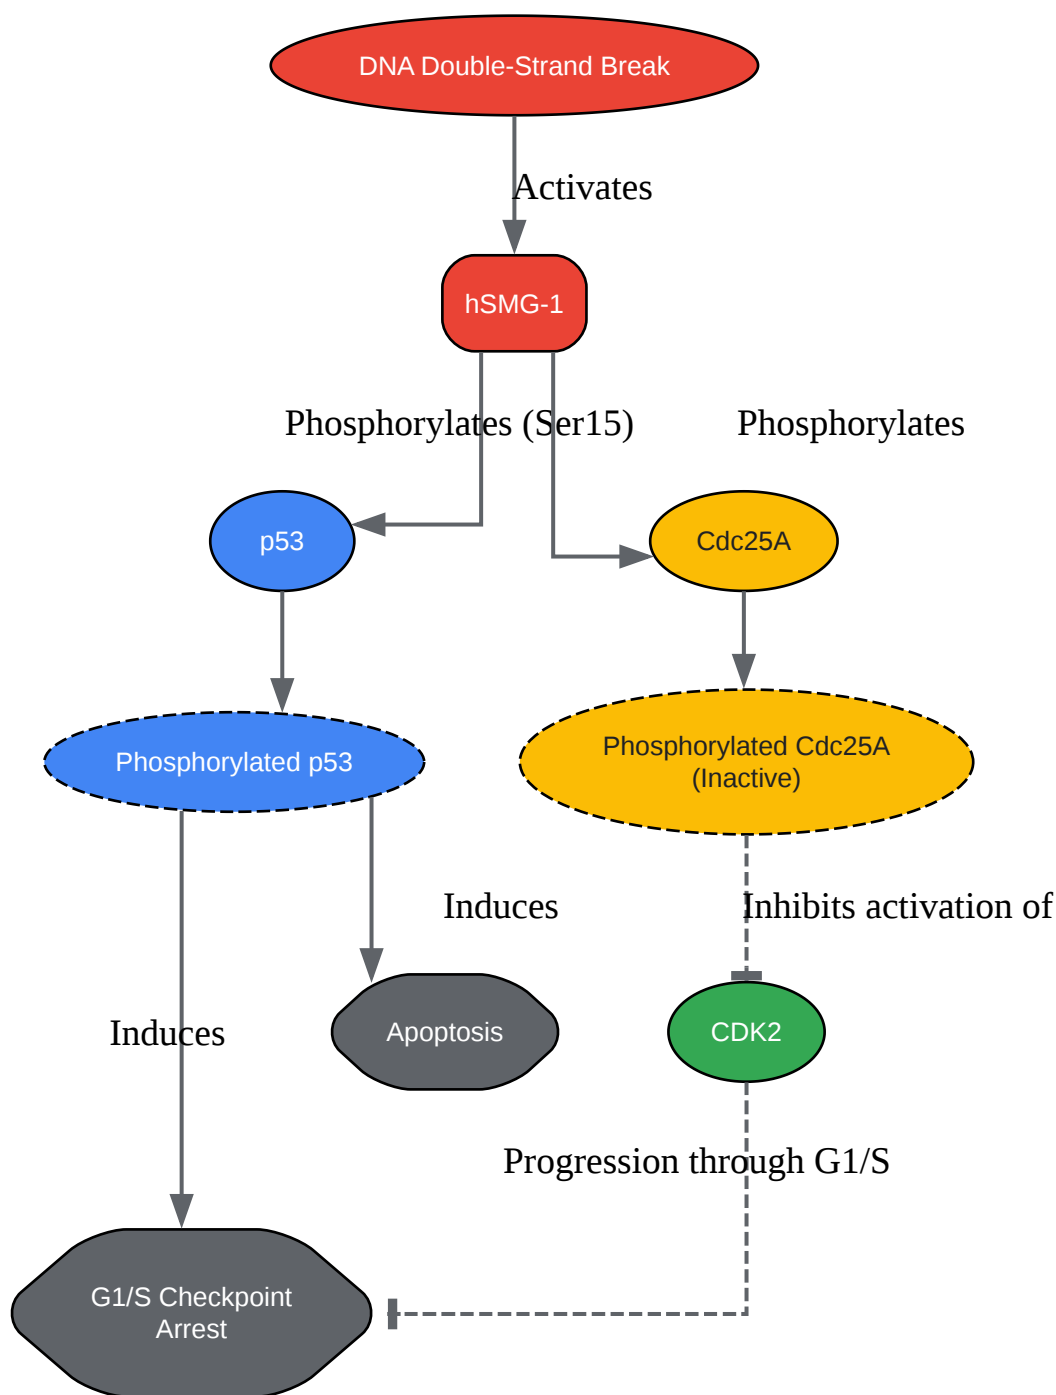 DNA Double-Strand Break
Activates
hSMG-1
Phosphorylates (Ser15)
Phosphorylates
p53
Cdc25A
Phosphorylated p53
Phosphorylated Cdc25A
(Inactive)
Induces
Inhibits activation of
Induces
Apoptosis
CDK2
Progression through G1/S
G1/S Checkpoint
Arrest